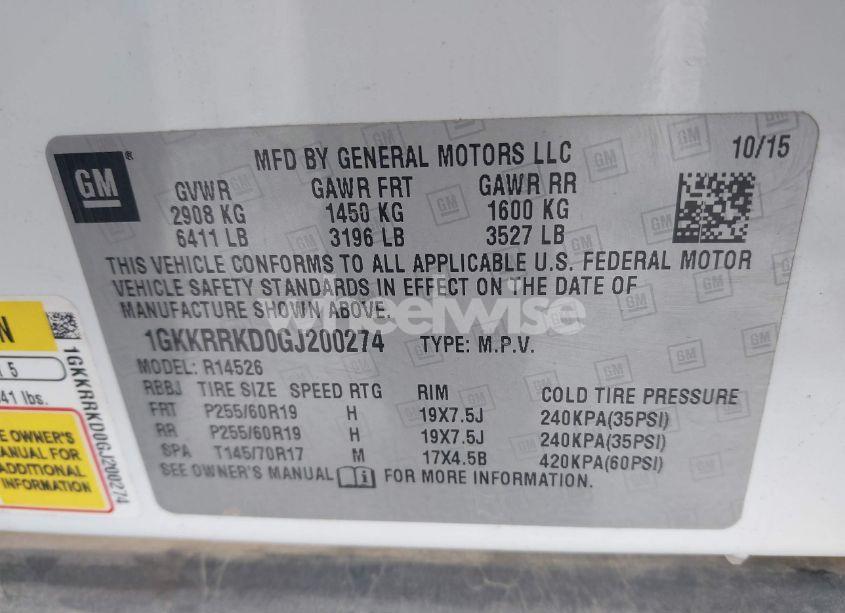 GM
®
MFD BY GENERAL MOTORS LLC
10/15
GVWR GAWR FRT GAWR RR
2908 KG 1450 KG 1600 KG
6411 LB 3196 LB 3527 LB
THIS VEHICLE CONFORMS TO ALL APPLICABLE U.S. FEDERAL MOTOR
VEHICLE SAFETY STANDARDS IN EFFECT ON THE DATE OF
MANUFACTURE SHOWN ABOVE.
wheelwise
1GKKRRKD0GJ200274 TYPE: M.P.V.
MODEL: R14526
RBBJ TIRE SIZE SPEED RTG RIM COLD TIRE PRESSURE
FRT P255/60R19 H 19X7.5J 240KPA(35PSI)
RR P255/60R19 H 19X7.5J 240KPA(35PSI)
SPA T145/70R17 M 17X4.5B 420KPA(60PSI)
SEE OWNER'S MANUAL FOR MORE INFORMATION.
5
41 lbs.
E OWNER'S
ANUAL FOR
ADDITIONAL
INFORMATION
1GKKRRKD0GJ200274